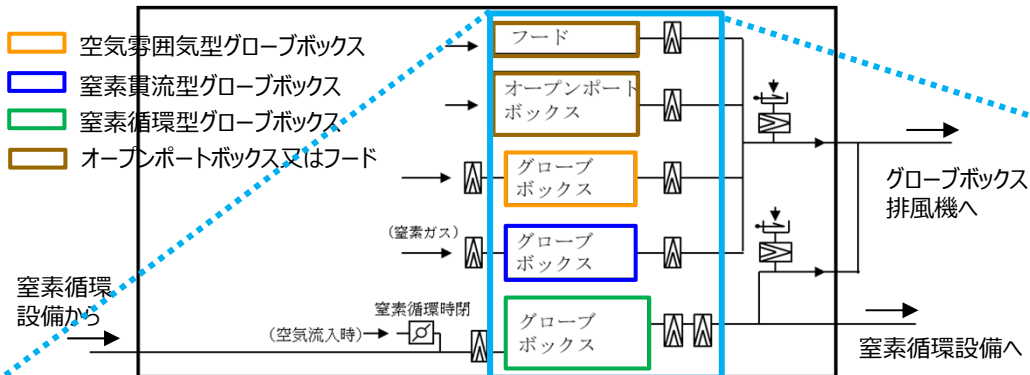 空気雰囲気型グローブボックス
窒素貫流型グローブボックス
窒素循環型グローブボックス
オープンポートボックス又はフード
フード
オープンポート
ボックス
グローブ
ボックス
(窒素ガス)
グローブ
ボックス
グローブボックス
排風機へ
窒素循環
設備から
窒素循環時閉
(空気流入時)
グローブ
ボックス
窒素循環設備へ